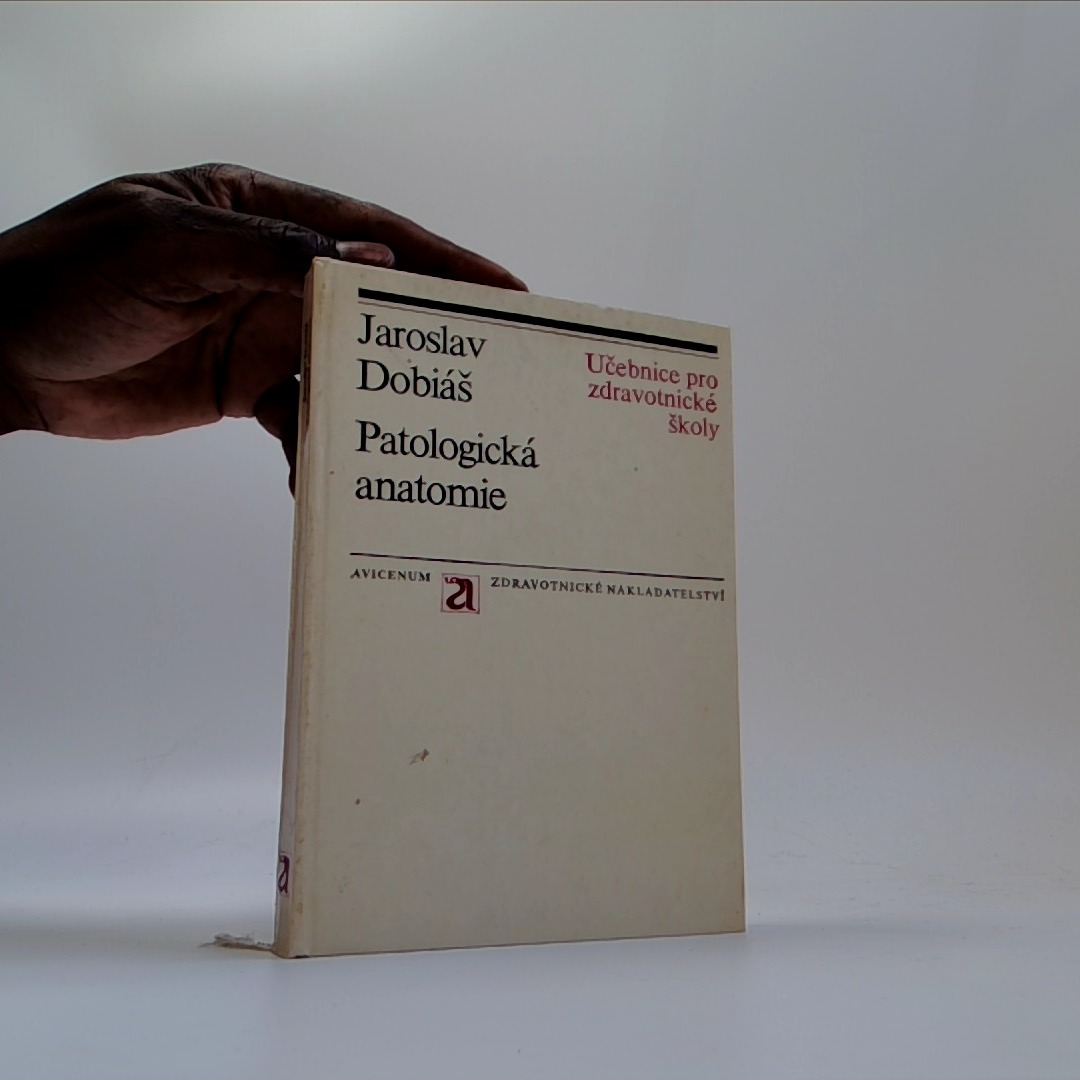 Jaroslav
Dobiáš
Patologická
anatomie
Učebnice pro
zdravotnické
školy
AVICENUM a ZDRAVOTNICKÉ NAKLADATELSTVÍ
a